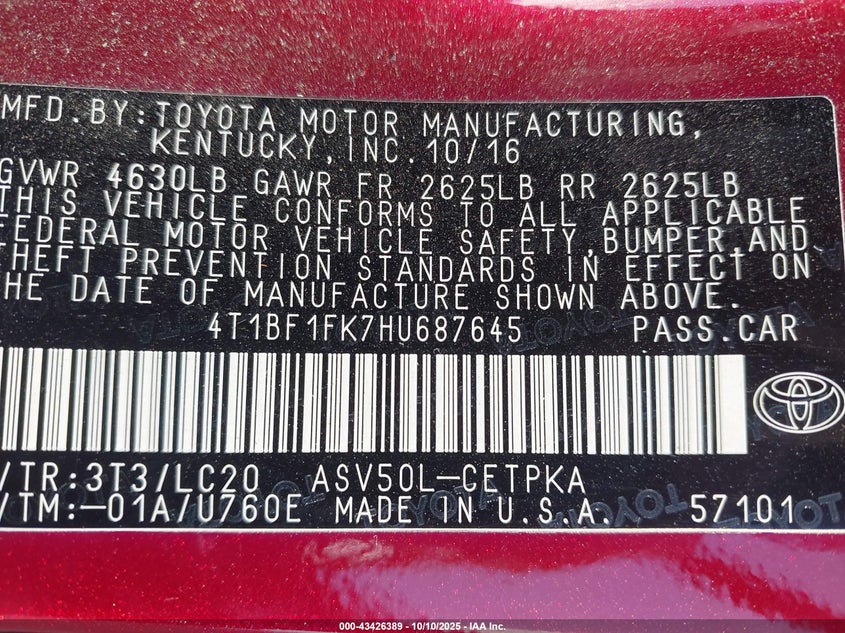 MFD.BY:TOYOTA MOTOR MANUFACTURING,
KENTUCKY,INC.10/16
GVWR 4630LB GAWR FR 2625LB RR 2625LB
THIS VEHICLE CONFORMS TO ALL APPLICABLE
FEDERAL MOTOR VEHICLE SAFETY,BUMPER,AND
THEFT PREVENTION STANDARDS IN EFFECT ON
THE DATE OF MANUFACTURE SHOWN ABOVE.
4T1BF1FK7HU687645 PASS.CAR
/TR:3T3/LC20 ASV50L-CETPKA
/TM:-01A/U760E MADE IN U.S.A. 57101
000-43426389 - 10/10/2025 - IAA Inc.